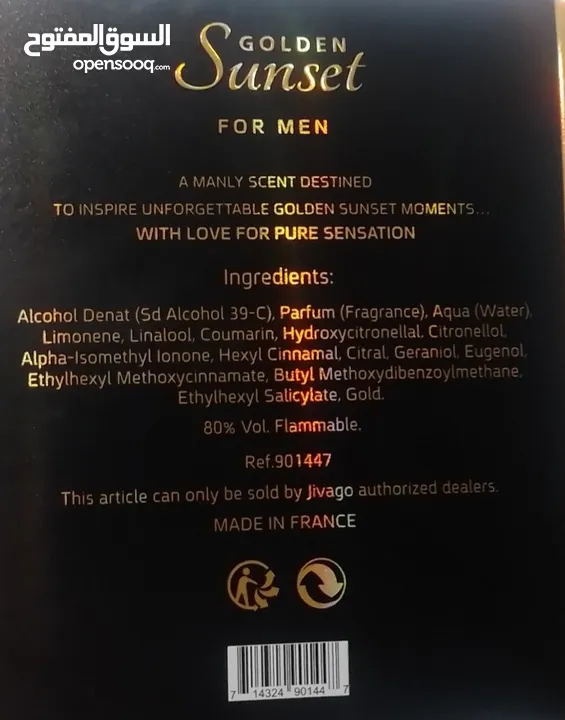 السوق المفتوح
opensooq.com
GOLDEN
Sunset
FOR MEN
A MANLY SCENT DESTINED
TO INSPIRE UNFORGETTABLE GOLDEN SUNSET MOMENTS...
WITH LOVE FOR PURE SENSATION
Ingredients:
Alcohol Denat (Sd Alcohol 39-C), Parfum (Fragrance), Aqua (Water),
Limonene, Linalool, Coumarin, Hydroxycitronellal, Citronellol,
Alpha-Isomethyl Ionone, Hexyl Cinnamal, Citral, Geraniol, Eugenol,
Ethylhexyl Methoxycinnamate, Butyl Methoxydibenzoylmethane,
Ethylhexyl Salicylate, Gold.
80% Vol. Flammable.
Ref.901447
This article can only be sold by Jivago authorized dealers.
MADE IN FRANCE
7 14324 90144 7